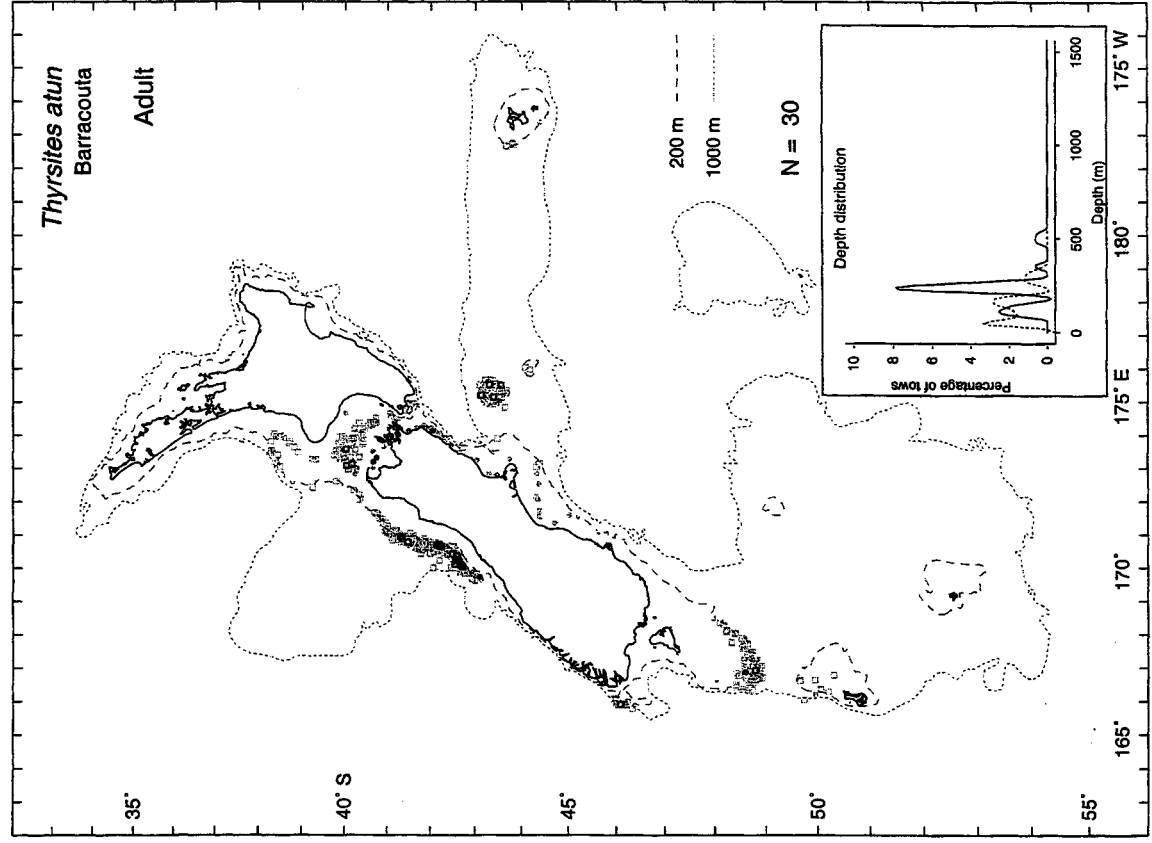 Thyrsites atun
Barracouta
Adult
35°
40° S
45°
50°
55°
165°
170°
175° E
180°
175° W
200 m
1000 m
N = 30
Depth distribution
Percentage of tows
10
8
6
4
2
0
0
500
1000
1500
Depth (m)